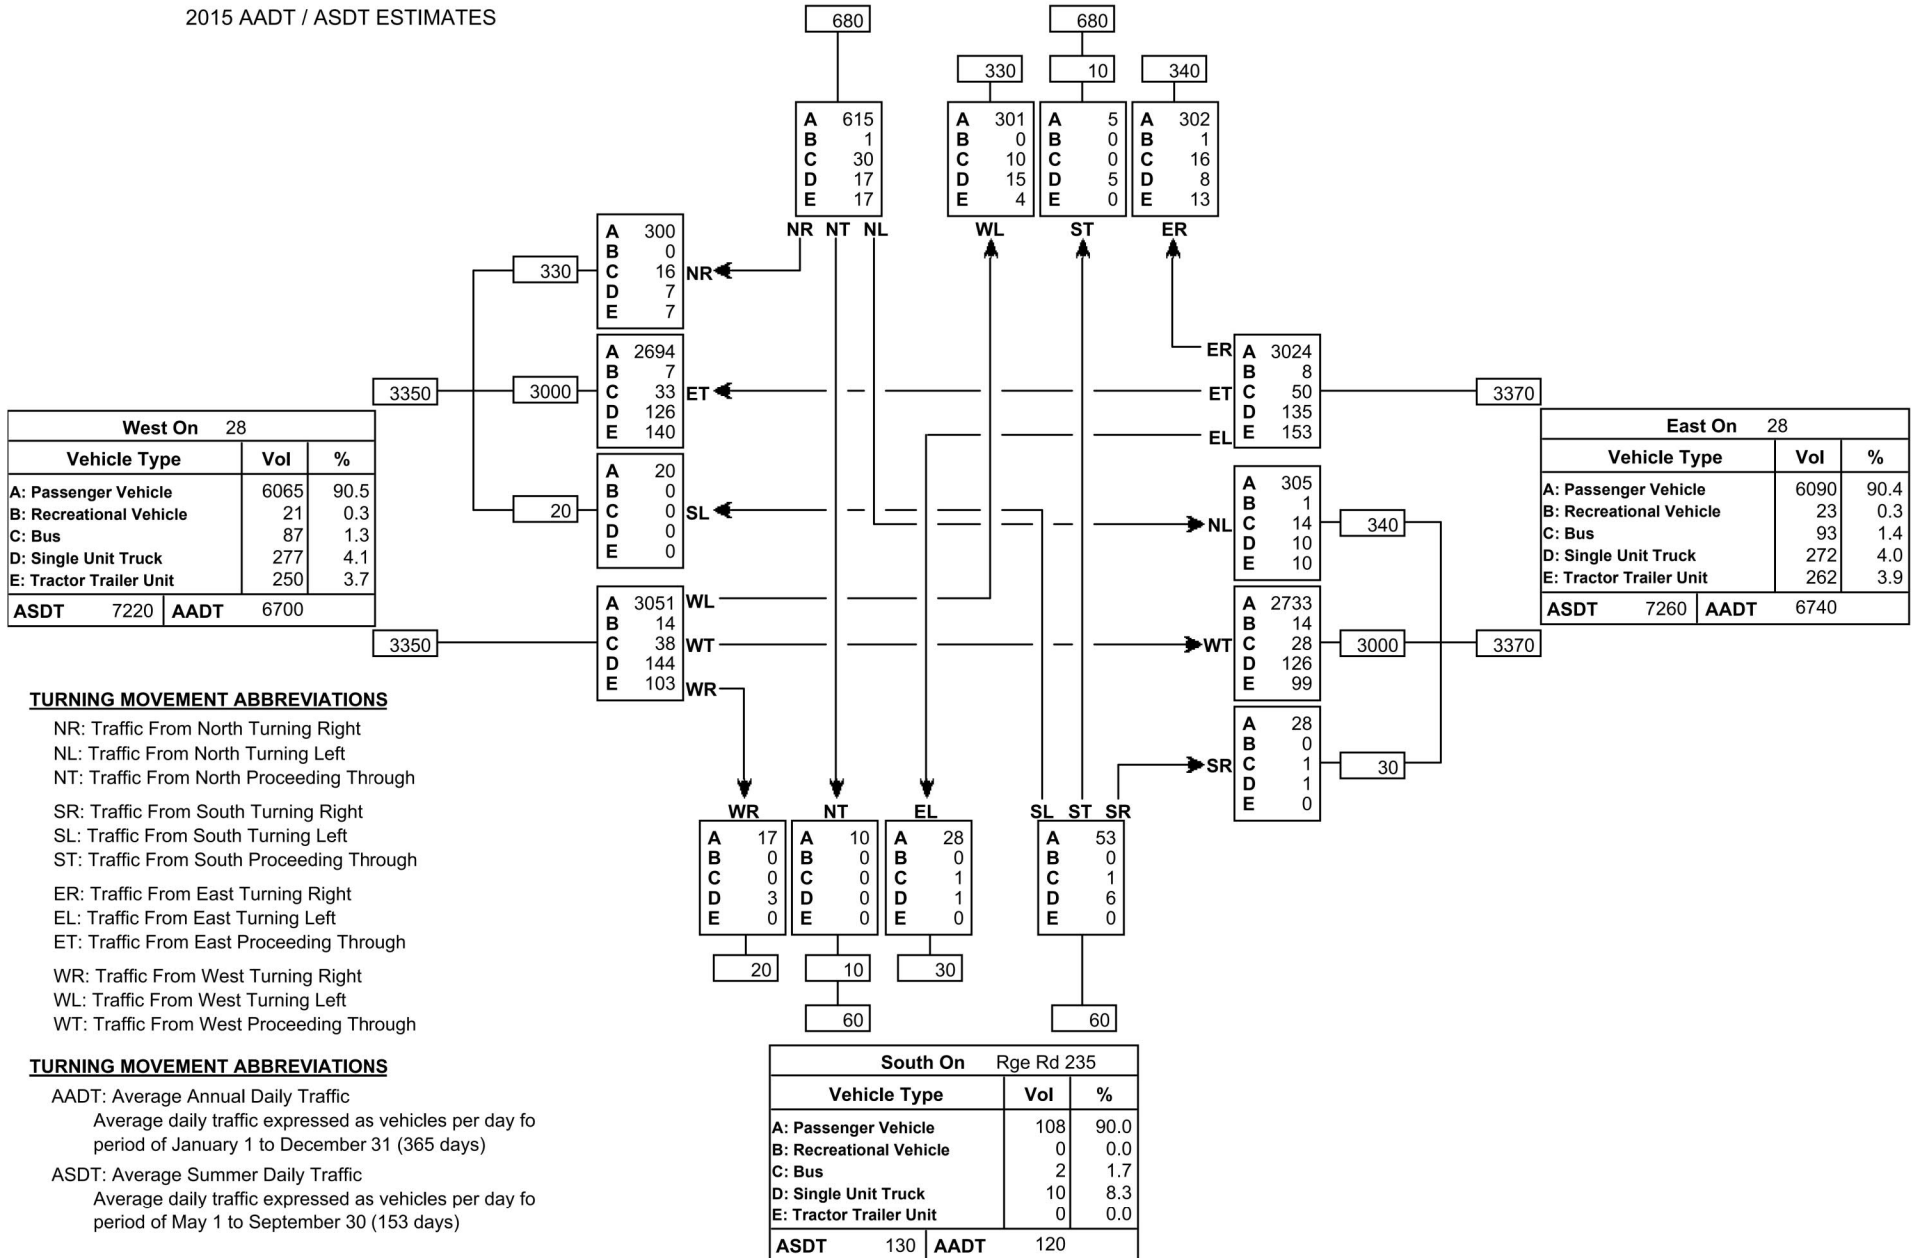 2015 AADT / ASDT ESTIMATES
680
680
330
10
340
A 615
B 1
C 30
D 17
E 17
A 301
B 0
C 10
D 15
E 4
A 5
B 0
C 0
D 5
E 0
A 302
B 1
C 16
D 8
E 13
NR NT NL
WL
ST
ER
330
A 300
B 0
C 16
D 7
E 7
NR
3350
3000
A 2694
B 7
C 33
D 126
E 140
ET
20
A 20
B 0
C 0
D 0
E 0
SL
3350
A 3051
B 14
C 38
D 144
E 103
WL
WT
WR
West On 28
Vehicle Type Vol %
A: Passenger Vehicle 6065 90.5
B: Recreational Vehicle 21 0.3
C: Bus 87 1.3
D: Single Unit Truck 277 4.1
E: Tractor Trailer Unit 250 3.7
ASDT 7220 AADT 6700
ER
ET
EL
A 3024
B 8
C 50
D 135
E 153
3370
NL
A 305
B 1
C 14
D 10
E 10
340
WT
A 2733
B 14
C 28
D 126
E 99
3000
3370
SR
A 28
B 0
C 1
D 1
E 0
30
East On 28
Vehicle Type Vol %
A: Passenger Vehicle 6090 90.4
B: Recreational Vehicle 23 0.3
C: Bus 93 1.4
D: Single Unit Truck 272 4.0
E: Tractor Trailer Unit 262 3.9
ASDT 7260 AADT 6740
WR
NT
EL
SL ST SR
A 17
B 0
C 0
D 3
E 0
A 10
B 0
C 0
D 0
E 0
A 28
B 0
C 1
D 1
E 0
A 53
B 0
C 1
D 6
E 0
20
10
30
60
60
South On Rge Rd 235
Vehicle Type Vol %
A: Passenger Vehicle 108 90.0
B: Recreational Vehicle 0 0.0
C: Bus 2 1.7
D: Single Unit Truck 10 8.3
E: Tractor Trailer Unit 0 0.0
ASDT 130 AADT 120
TURNING MOVEMENT ABBREVIATIONS
NR: Traffic From North Turning Right
NL: Traffic From North Turning Left
NT: Traffic From North Proceeding Through
SR: Traffic From South Turning Right
SL: Traffic From South Turning Left
ST: Traffic From South Proceeding Through
ER: Traffic From East Turning Right
EL: Traffic From East Turning Left
ET: Traffic From East Proceeding Through
WR: Traffic From West Turning Right
WL: Traffic From West Turning Left
WT: Traffic From West Proceeding Through
TURNING MOVEMENT ABBREVIATIONS
AADT: Average Annual Daily Traffic
Average daily traffic expressed as vehicles per day fo
period of January 1 to December 31 (365 days)
ASDT: Average Summer Daily Traffic
Average daily traffic expressed as vehicles per day fo
period of May 1 to September 30 (153 days)